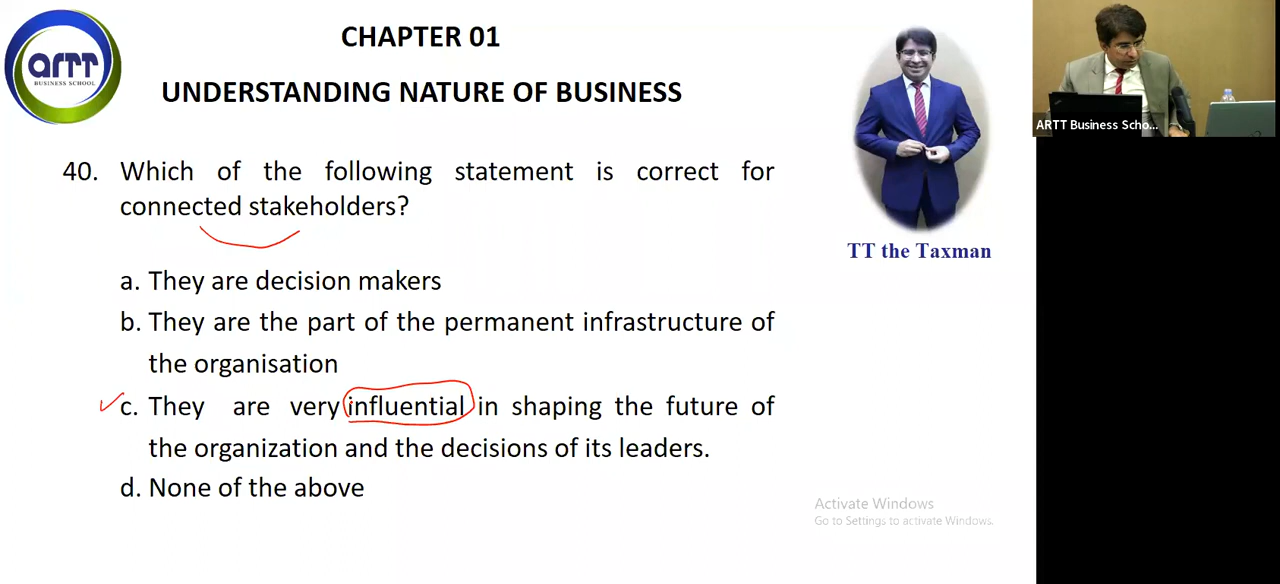 artt
BUSINESS SCHOOL
CHAPTER 01
UNDERSTANDING NATURE OF BUSINESS
40. Which of the following statement is correct for
connected stakeholders?
a. They are decision makers
b. They are the part of the permanent infrastructure of
the organisation
c. They are very influential in shaping the future of
the organization and the decisions of its leaders.
d. None of the above
TT the Taxman
ARTT Business Scho...
Activate Windows
Go to Settings to activate Windows.